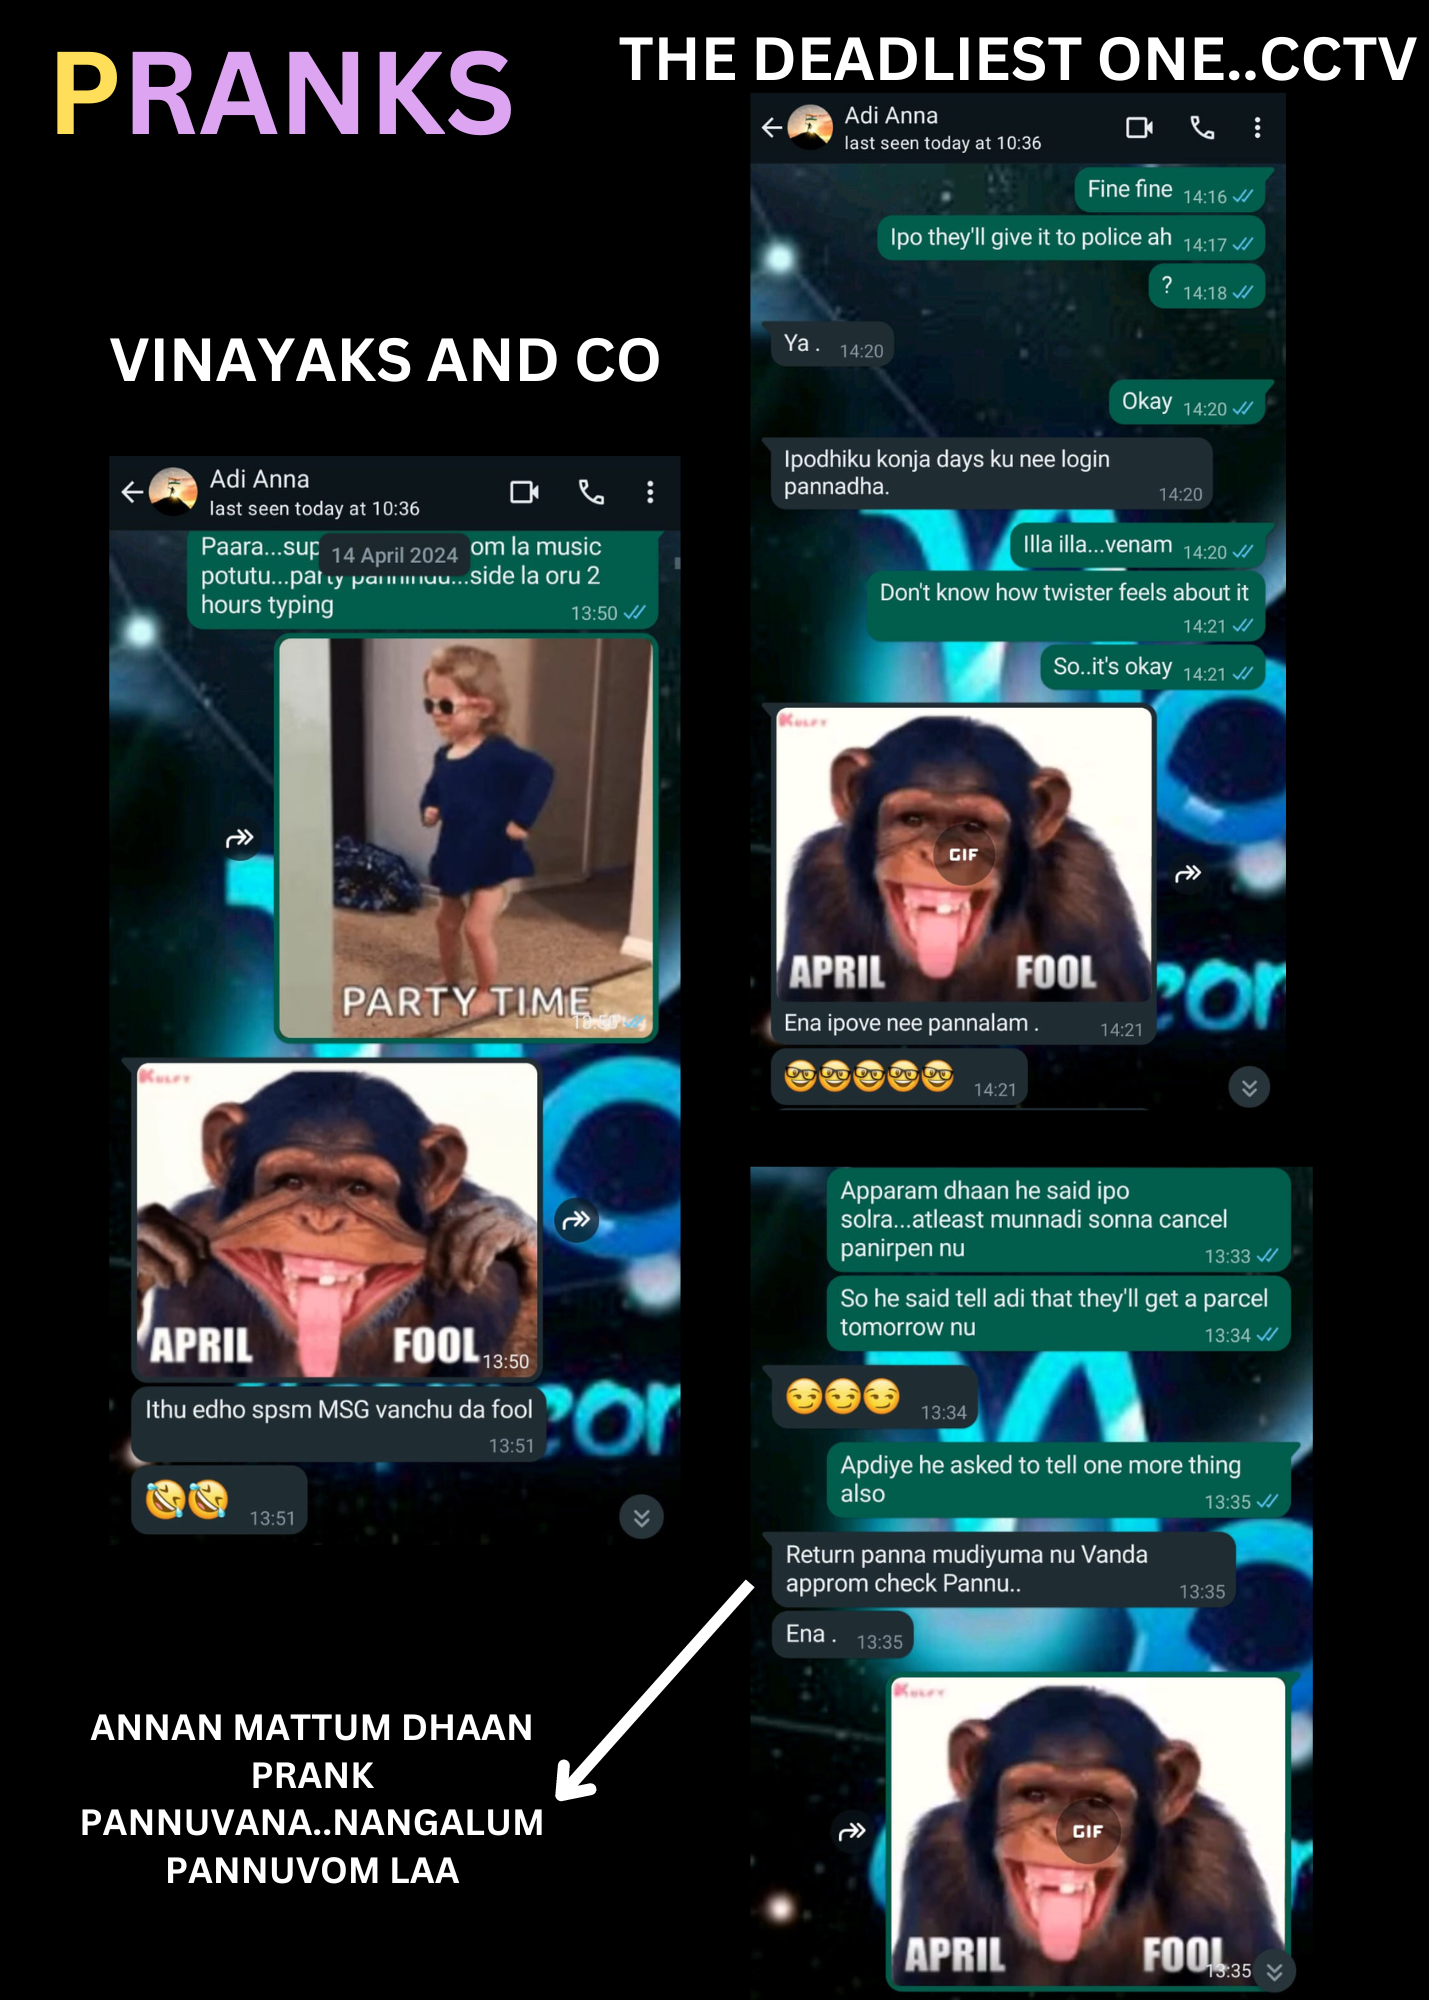 PRANKS
THE DEADLIEST ONE..CCTV
VINAYAKS AND CO
Adi Anna
last seen today at 10:36
14 April 2024
Paara...sup om la music
potutu...party pannindu...side la oru 2
hours typing
13:50
PARTY TIME
KULFY
APRIL FOOL
13:50
Ithu edho spsm MSG vanchu da fool
13:51
🤣🤣
13:51
ANNAN MATTUM DHAAN
PRANK
PANNUVANA..NANGALUM
PANNUVOM LAA
Adi Anna
last seen today at 10:36
Fine fine 14:16
Ipo they'll give it to police ah 14:17
? 14:18
Ya . 14:20
Okay 14:20
Ipodhiku konja days ku nee login
pannadha.
14:20
Illa illa...venam 14:20
Don't know how twister feels about it
14:21
So..it's okay 14:21
KULFY
GIF
APRIL FOOL
Ena ipove nee pannalam . 14:21
🤓🤓🤓🤓🤓 14:21
Apparam dhaan he said ipo
solra...atleast munnadi sonna cancel
panirpen nu 13:33
So he said tell adi that they'll get a parcel
tomorrow nu 13:34
😏😏😏 13:34
Apdiye he asked to tell one more thing
also 13:35
Return panna mudiyuma nu Vanda
approm check Pannu.. 13:35
Ena . 13:35
KULFY
GIF
APRIL FOOL
13:35